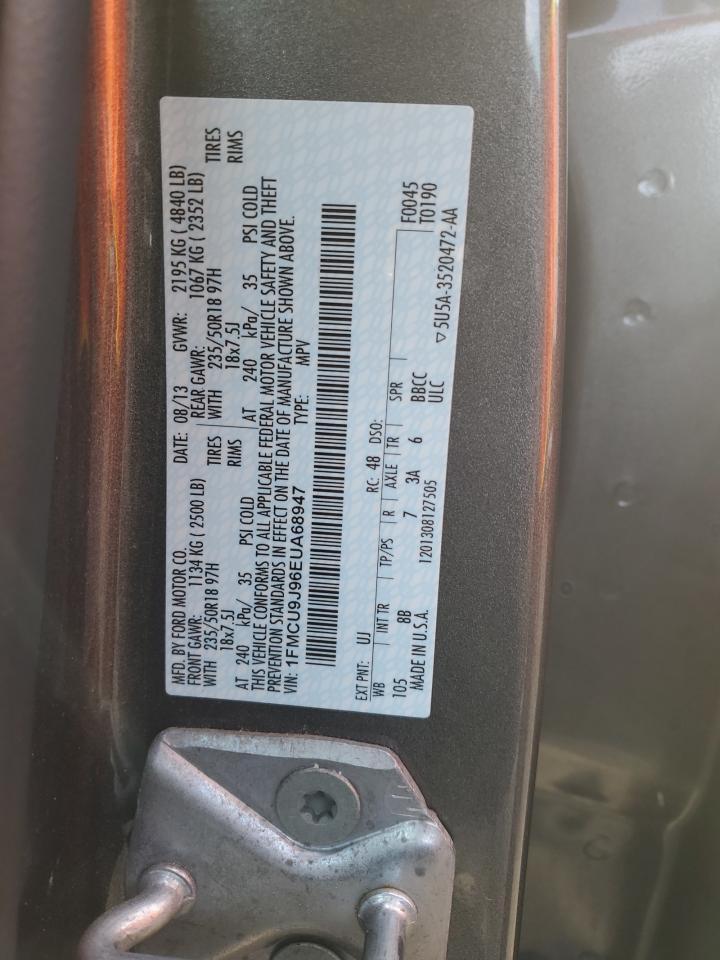 MFD. BY FORD MOTOR CO. DATE: 08/13 GVWR: 2195 KG ( 4840 LB)
FRONT GAWR: 1134 KG ( 2500 LB) REAR GAWR: 1067 KG ( 2352 LB)
WITH 235/50R18 97H TIRES WITH 235/50R18 97H TIRES
18x7.5J RIMS 18x7.5J RIMS
AT 240 kPa/ 35 PSI COLD AT 240 kPa/ 35 PSI COLD
THIS VEHICLE CONFORMS TO ALL APPLICABLE FEDERAL MOTOR VEHICLE SAFETY AND THEFT
PREVENTION STANDARDS IN EFFECT ON THE DATE OF MANUFACTURE SHOWN ABOVE.
VIN: 1FMCU9J96EUA68947 TYPE: MPV
EXT PNT: UJ RC: 48 DSO: F0045
WB INT TR TP/PS R AXLE TR SPR T0190
105 8B 7 3A 6 BBCC
MADE IN U.S.A. 1201308127505 ULC ▽5U5A-3520472-AA